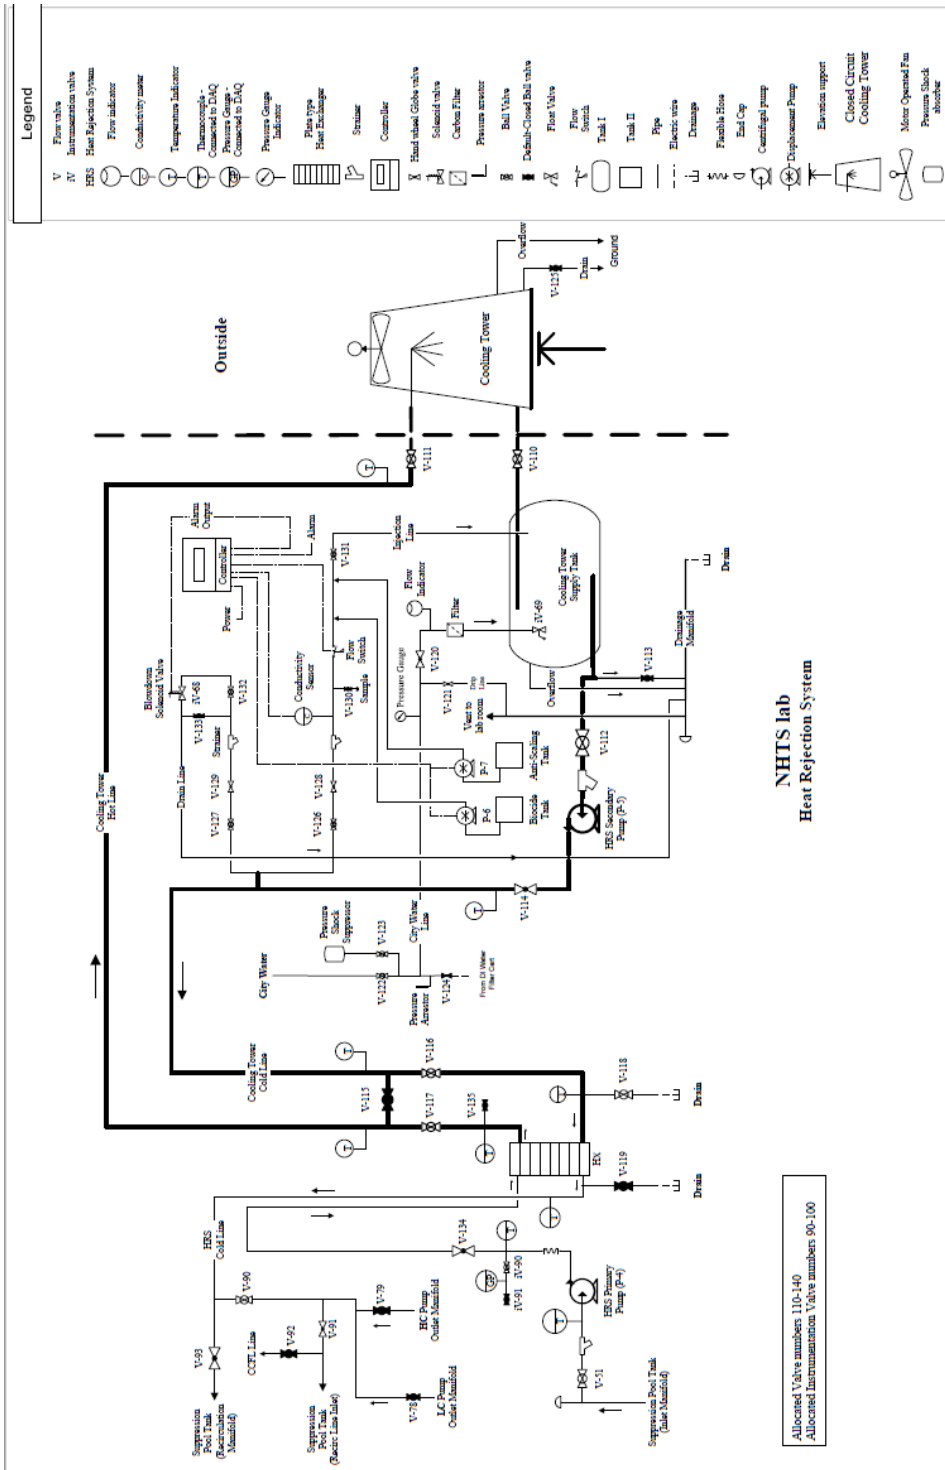 Legend
V
Flow valve
iV
Instrumentation valve
HRS
Heat Rejection System
Flow indicator
C
Conductivity meter
T
Temperature Indicator
T
Thermocouple -
Connected to DAQ
GP
Pressure Gauge -
Connected to DAQ
Pressure Gauge
Indicator
Plate type
Heat Exchanger
Strainer
Controller
Hand wheel Globe valve
Solenoid valve
Carbon Filter
Pressure arrestor
Ball Valve
Default-Closed Ball valve
Float Valve
Flow
Switch
Tank I
Tank II
Pipe
Electric wire
Drainage
Flexible Hose
End Cap
Centrifugal pump
Displacement Pump
Elevation support
Closed Circuit
Cooling Tower
Motor Operated Fan
Pressure Shock
absorber
Outside
Cooling Tower
Overflow
V-125
Drain
Ground
V-111
V-110
T
Cooling Tower
Hot Line
Alarm
Output
Controller
Alarm
Power
Blowdown
Solenoid Valve
iV-68
V-133
V-132
Strainer
V-129
V-127
Drain Line
Conductivity
Sensor
C
Flow
Switch
V-131
V-130
Sample
V-128
V-126
Injection
Line
Flow
Indicator
Filter
Pressure Gauge
V-120
V-121
Drip
Line
Vent to
lab room
iV-69
Cooling Tower
Supply Tank
Overflow
V-113
Drainage
Manifold
Drain
P-7
Anti-Scaling
Tank
P-6
Biocide
Tank
V-112
HRS Secondary
Pump (P-5)
V-114
T
City Water
Line
Pressure
Shock
Suppressor
V-123
City Water
V-122
Pressure
Arrestor
V-124
From DI Water
Filter Cart
Cooling Tower
Cold Line
T
V-116
V-115
V-117
T
V-135
T
T
V-118
Drain
HX
V-119
Drain
T
HRS
Cold Line
V-134
T
GP
iV-90
iV-91
HRS Primary
Pump (P-4)
T
V-51
Suppression Pool Tank
(Inlet Manifold)
V-90
V-93
Suppression
Pool Tank
(Recirculation
Manifold)
V-92
CCFL Line
V-91
Suppression
Pool Tank
(Recirc Line Inlet)
V-79
HC Pump
Outlet Manifold
V-78
LC Pump
Outlet Manifold
NHTS lab
Heat Rejection System
Allocated Valve numbers 110-140
Allocated Instrumentation Valve numbers 90-100